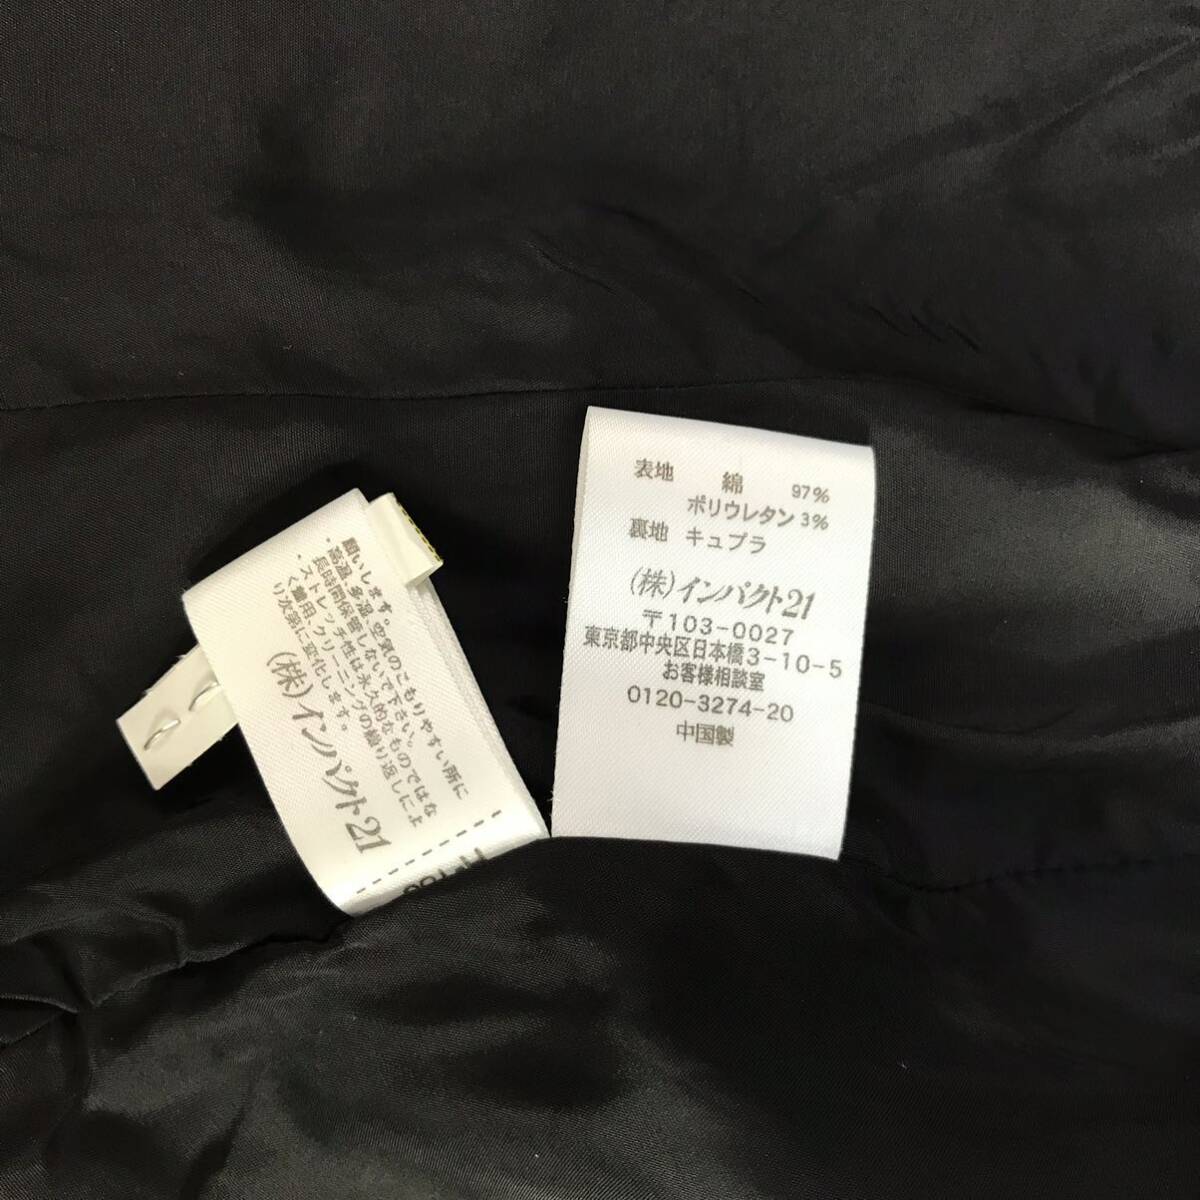 願いします。
・高温、多湿、空気のこもりやすい所に
長時間保管しないで下さい。
・ストレッチ性は永久的なものではな
く着用、クリーニングの繰り返しによ
り次第に変化します。
(株)インパクト21
表地 綿 97%
ポリウレタン 3%
裏地 キュプラ
(株)インパクト21
〒103-0027
東京都中央区日本橋3-10-5
お客様相談室
0120-3274-20
中国製